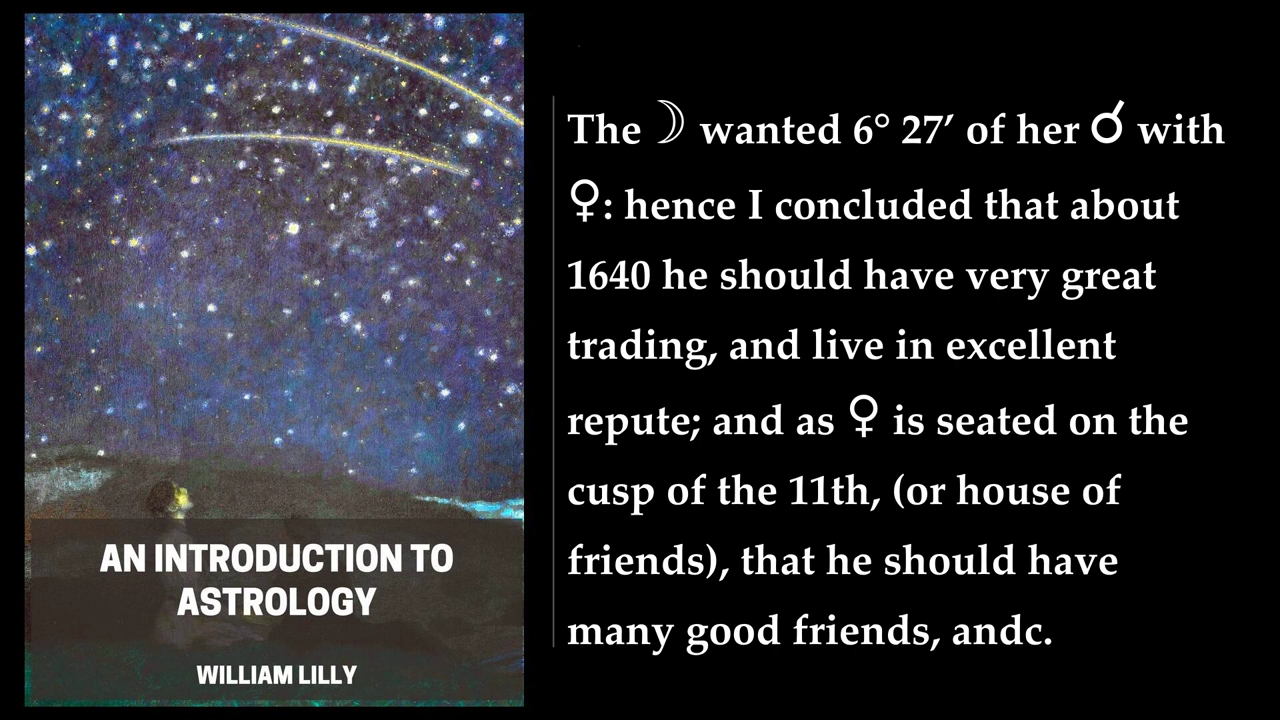 AN INTRODUCTION TO
ASTROLOGY
WILLIAM LILLY
The ☽ wanted 6° 27′ of her ☌ with
♀: hence I concluded that about
1640 he should have very great
trading, and live in excellent
repute; and as ♀ is seated on the
cusp of the 11th, (or house of
friends), that he should have
many good friends, andc.